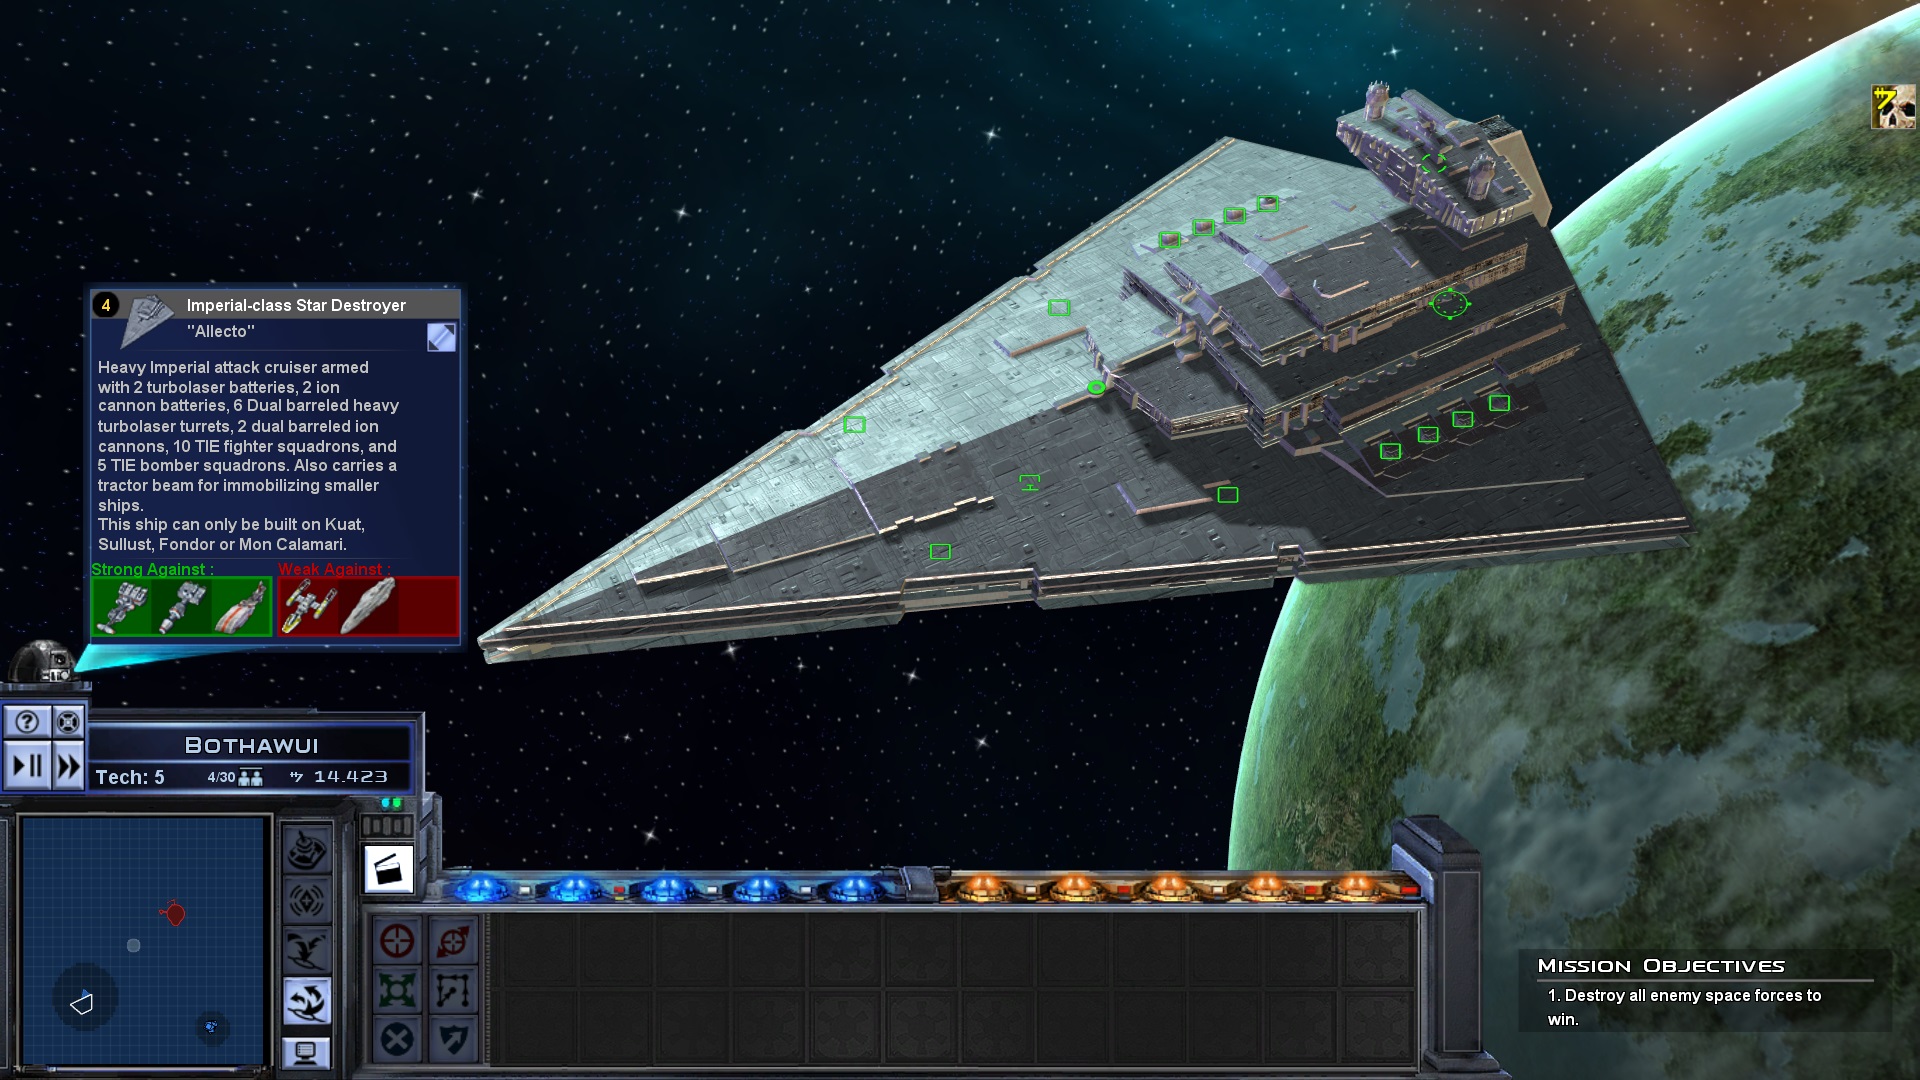 4
Imperial-class Star Destroyer
"Allecto"
Heavy Imperial attack cruiser armed
with 2 turbolaser batteries, 2 ion
cannon batteries, 6 Dual barreled heavy
turbolaser turrets, 2 dual barreled ion
cannons, 10 TIE fighter squadrons, and
5 TIE bomber squadrons. Also carries a
tractor beam for immobilizing smaller
ships.
This ship can only be built on Kuat,
Sullust, Fondor or Mon Calamari.
Strong Against :
Weak Against :
?
BOTHAWUI
Tech: 5
4/30
14.423
MISSION OBJECTIVES
1. Destroy all enemy space forces to
win.